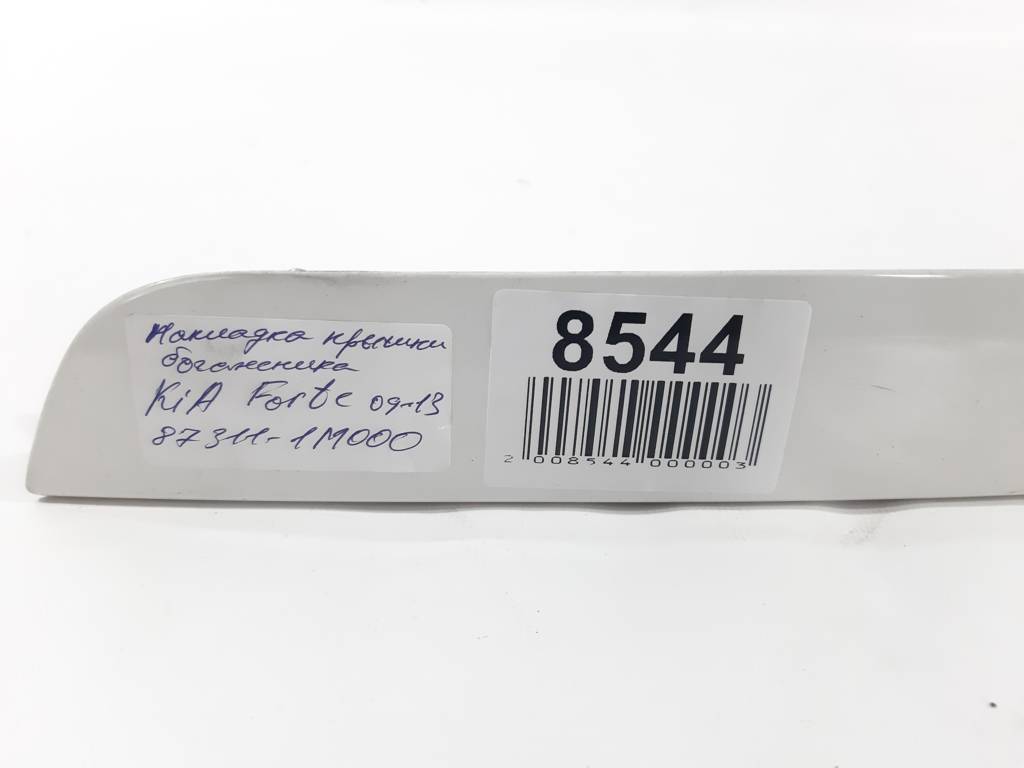 Накладка крышки
багажника
KiA Forte 09-13
87311-1M000
8544
2 008544 000003